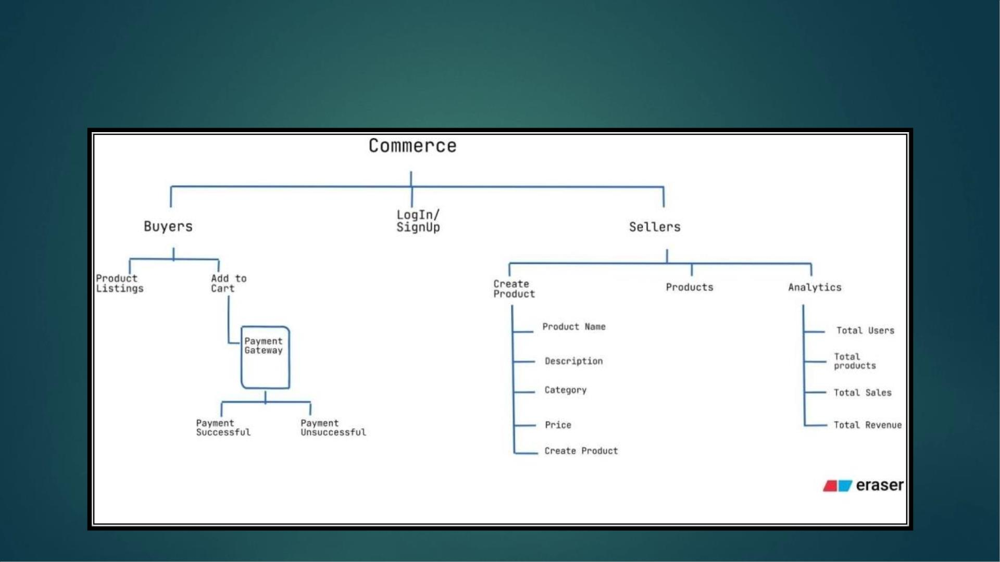 Commerce
Buyers
LogIn/
SignUp
Sellers
Product
Listings
Add to
Cart
Create
Product
Products
Analytics
Payment
Gateway
Product Name
Description
Category
Price
Create Product
Total Users
Total
products
Total Sales
Total Revenue
Payment
Successful
Payment
Unsuccessful
eraser